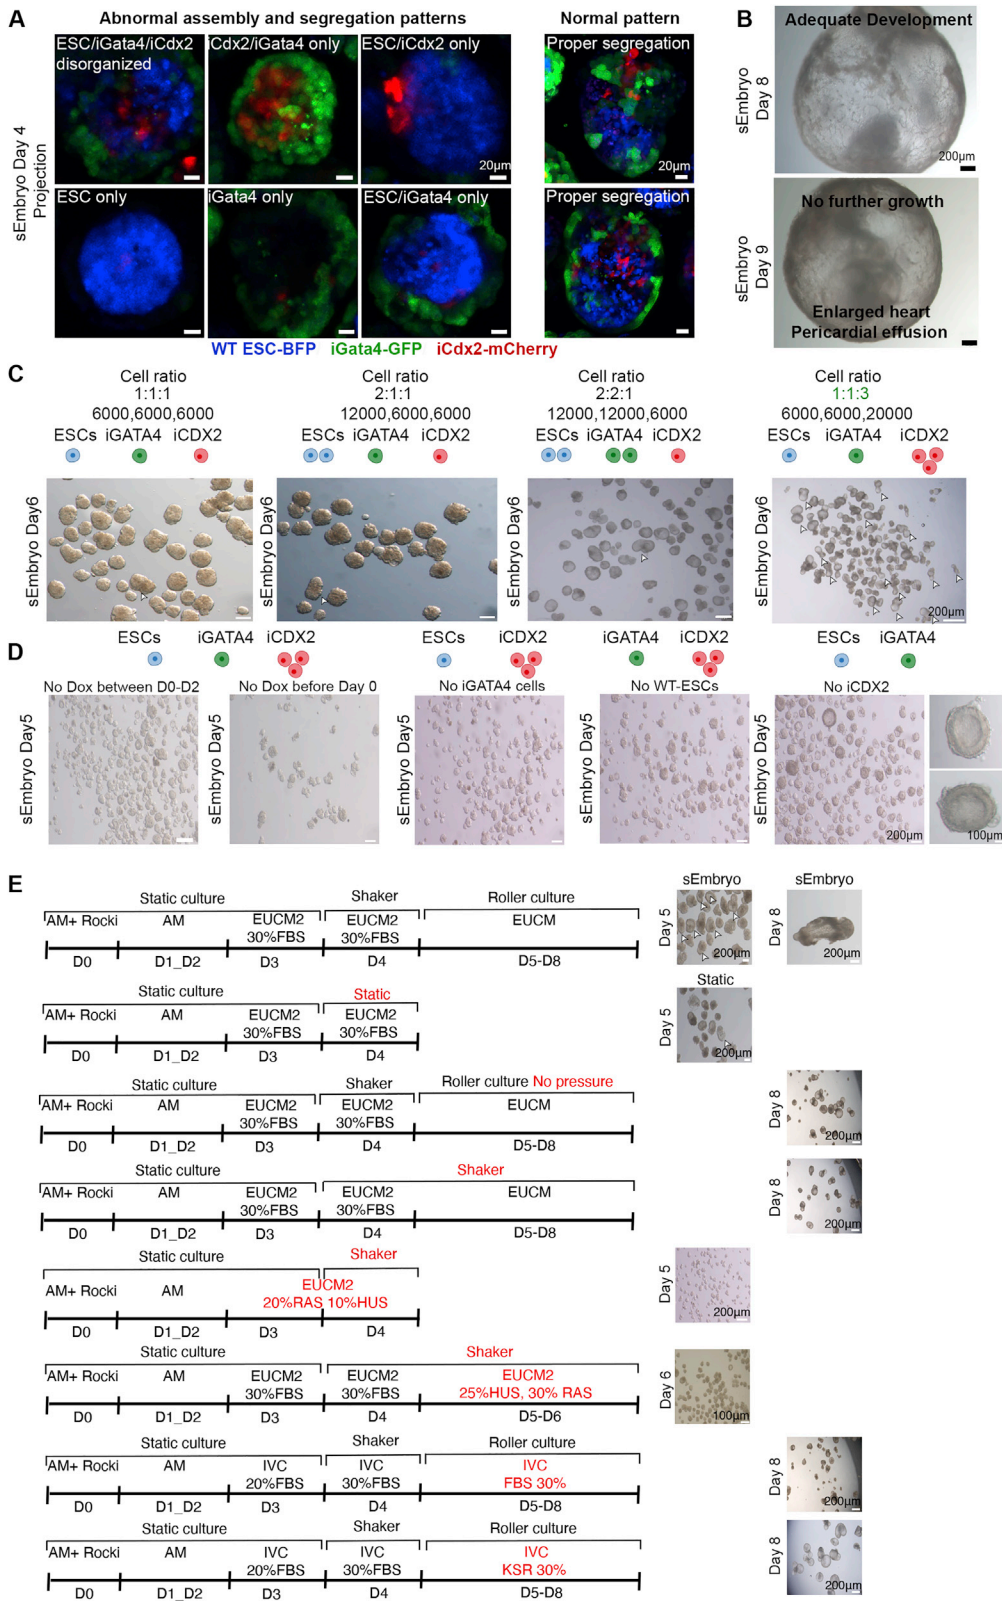 A
Abnormal assembly and segregation patterns
Normal pattern
sEmbryo Day 4
Projection
ESC/iGata4/iCdx2
disorganized
iCdx2/iGata4 only
ESC/iCdx2 only
20µm
Proper segregation
20µm
ESC only
iGata4 only
ESC/iGata4 only
Proper segregation
WT ESC-BFP iGata4-GFP iCdx2-mCherry
B
sEmbryo
Day 8
Adequate Development
200µm
sEmbryo
Day 9
No further growth
Enlarged heart
Pericardial effusion
C
Cell ratio
1:1:1
6000,6000,6000
ESCs iGATA4 iCDX2
sEmbryo Day6
Cell ratio
2:1:1
12000,6000,6000
ESCs iGATA4 iCDX2
sEmbryo Day6
Cell ratio
2:2:1
12000,12000,6000
ESCs iGATA4 iCDX2
sEmbryo Day6
Cell ratio
1:1:3
6000,6000,20000
ESCs iGATA4 iCDX2
sEmbryo Day6
200µm
D
ESCs iGATA4 iCDX2
No Dox between D0-D2
sEmbryo Day5
No Dox before Day 0
sEmbryo Day5
ESCs iCDX2
No iGATA4 cells
sEmbryo Day5
iGATA4 iCDX2
No WT-ESCs
sEmbryo Day5
ESCs iGATA4
No iCDX2
sEmbryo Day5
200µm
100µm
E
Static culture Shaker Roller culture
AM+ Rocki AM EUCM2 EUCM2 EUCM
30%FBS 30%FBS
D0 D1_D2 D3 D4 D5-D8
sEmbryo
Day 5
200µm
sEmbryo
Day 8
200µm
Static culture Static
AM+ Rocki AM EUCM2 EUCM2
30%FBS 30%FBS
D0 D1_D2 D3 D4
Static
Day 5
200µm
Static culture Shaker Roller culture No pressure
AM+ Rocki AM EUCM2 EUCM2 EUCM
30%FBS 30%FBS
D0 D1_D2 D3 D4 D5-D8
Day 8
200µm
Static culture Shaker
AM+ Rocki AM EUCM2 EUCM2 EUCM
30%FBS 30%FBS
D0 D1_D2 D3 D4 D5-D8
Day 8
200µm
Static culture Shaker
AM+ Rocki AM EUCM2
20%RAS 10%HUS
D0 D1_D2 D3 D4
Day 5
200µm
Static culture Shaker
AM+ Rocki AM EUCM2 EUCM2 EUCM2
30%FBS 30%FBS 25%HUS, 30% RAS
D0 D1_D2 D3 D4 D5-D6
Day 6
100µm
Static culture Shaker Roller culture
AM+ Rocki AM IVC IVC IVC
20%FBS 30%FBS FBS 30%
D0 D1_D2 D3 D4 D5-D8
Day 8
200µm
Static culture Shaker Roller culture
AM+ Rocki AM IVC IVC IVC
20%FBS 30%FBS KSR 30%
D0 D1_D2 D3 D4 D5-D8
Day 8
200µm